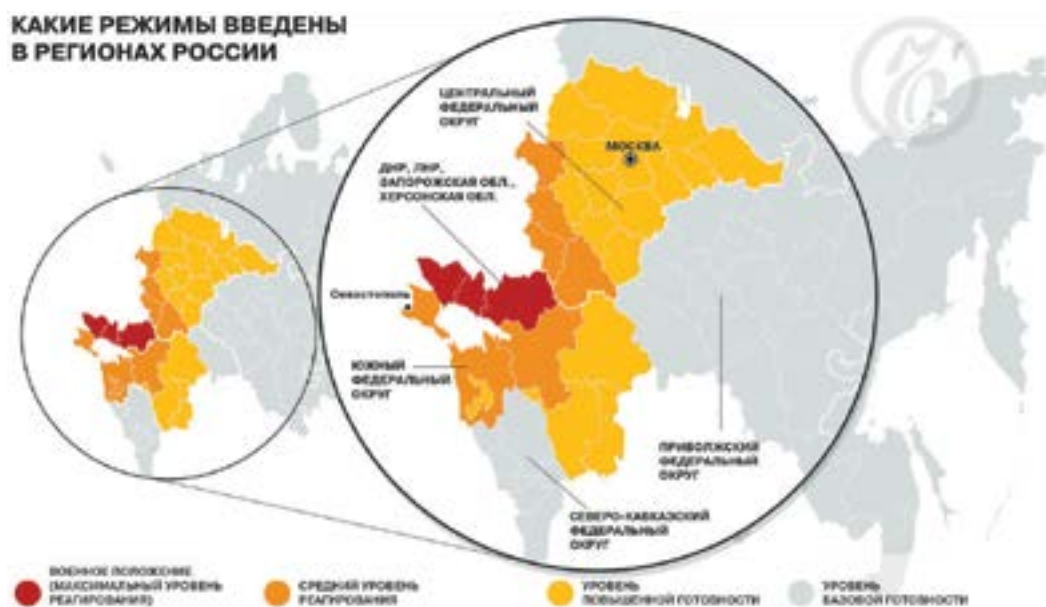 КАКИЕ РЕЖИМЫ ВВЕДЕНЫ
В РЕГИОНАХ РОССИИ
ЦЕНТРАЛЬНЫЙ
ФЕДЕРАЛЬНЫЙ
ОКРУГ
МОСКВА
ДНР, ЛНР,
ЗАПОРОЖСКАЯ ОБЛ.,
ХЕРСОНСКАЯ ОБЛ.
Севастополь
ЮЖНЫЙ
ФЕДЕРАЛЬНЫЙ
ОКРУГ
ПРИВОЛЖСКИЙ
ФЕДЕРАЛЬНЫЙ
ОКРУГ
СЕВЕРО-КАВКАЗСКИЙ
ФЕДЕРАЛЬНЫЙ
ОКРУГ
ВОЕННОЕ ПОЛОЖЕНИЕ
(МАКСИМАЛЬНЫЙ УРОВЕНЬ
РЕАГИРОВАНИЯ)
СРЕДНИЙ УРОВЕНЬ
РЕАГИРОВАНИЯ
УРОВЕНЬ
ПОВЫШЕННОЙ ГОТОВНОСТИ
УРОВЕНЬ
БАЗОВОЙ ГОТОВНОСТИ